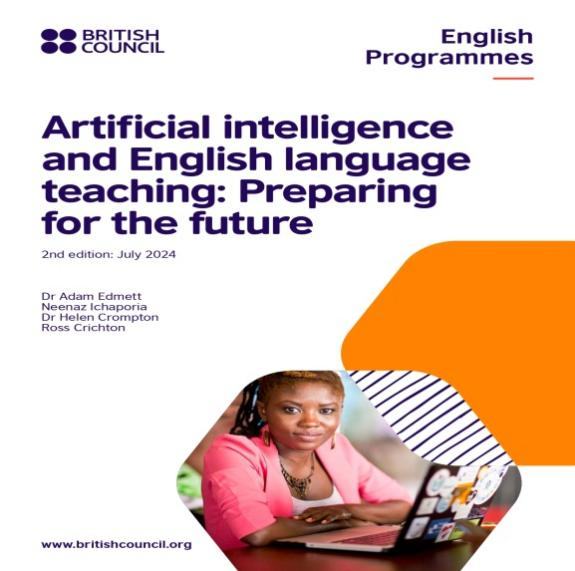 BRITISH
COUNCIL
English
Programmes
Artificial intelligence
and English language
teaching: Preparing
for the future
2nd edition: July 2024
Dr Adam Edmett
Neenaz Ichaporia
Dr Helen Crompton
Ross Crichton
www.britishcouncil.org